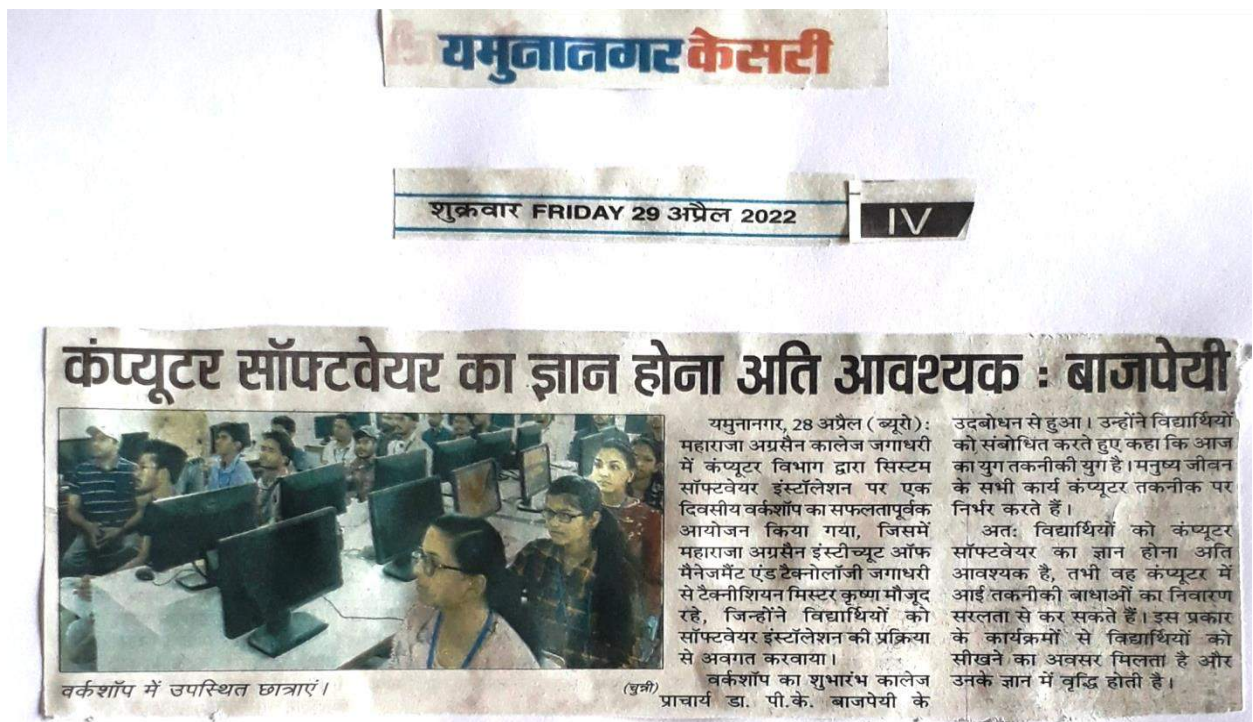 यमुनानगर केसरी
शुक्रवार FRIDAY 29 अप्रैल 2022 IV
कंप्यूटर सॉफ्टवेयर का ज्ञान होना अति आवश्यक : बाजपेयी
वर्कशॉप में उपस्थित छात्राएं।
(चुन्नी)
यमुनानगर, 28 अप्रैल (ब्यूरो):
महाराजा अग्रसैन कालेज जगाधरी
में कंप्यूटर विभाग द्वारा सिस्टम
सॉफ्टवेयर इंस्टॉलेशन पर एक
दिवसीय वर्कशॉप का सफलतापूर्वक
आयोजन किया गया, जिसमें
महाराजा अग्रसैन इंस्टीच्यूट ऑफ
मैनेजमैंट एंड टैक्नोलॉजी जगाधरी
से टैक्नीशियन मिस्टर कृष्ण मौजूद
रहे, जिन्होंने विद्यार्थियों को
सॉफ्टवेयर इंस्टॉलेशन की प्रक्रिया
से अवगत करवाया।
वर्कशॉप का शुभारंभ कालेज
प्राचार्य डा. पी.के. बाजपेयी के
उदबोधन से हुआ। उन्होंने विद्यार्थियों
को संबोधित करते हुए कहा कि आज
का युग तकनीकी युग है। मनुष्य जीवन
के सभी कार्य कंप्यूटर तकनीक पर
निर्भर करते हैं।
अत: विद्यार्थियों को कंप्यूटर
सॉफ्टवेयर का ज्ञान होना अति
आवश्यक है, तभी वह कंप्यूटर में
आई तकनीकी बाधाओं का निवारण
सरलता से कर सकते हैं। इस प्रकार
के कार्यक्रमों से विद्यार्थियों को
सीखने का अवसर मिलता है और
उनके ज्ञान में वृद्धि होती है।